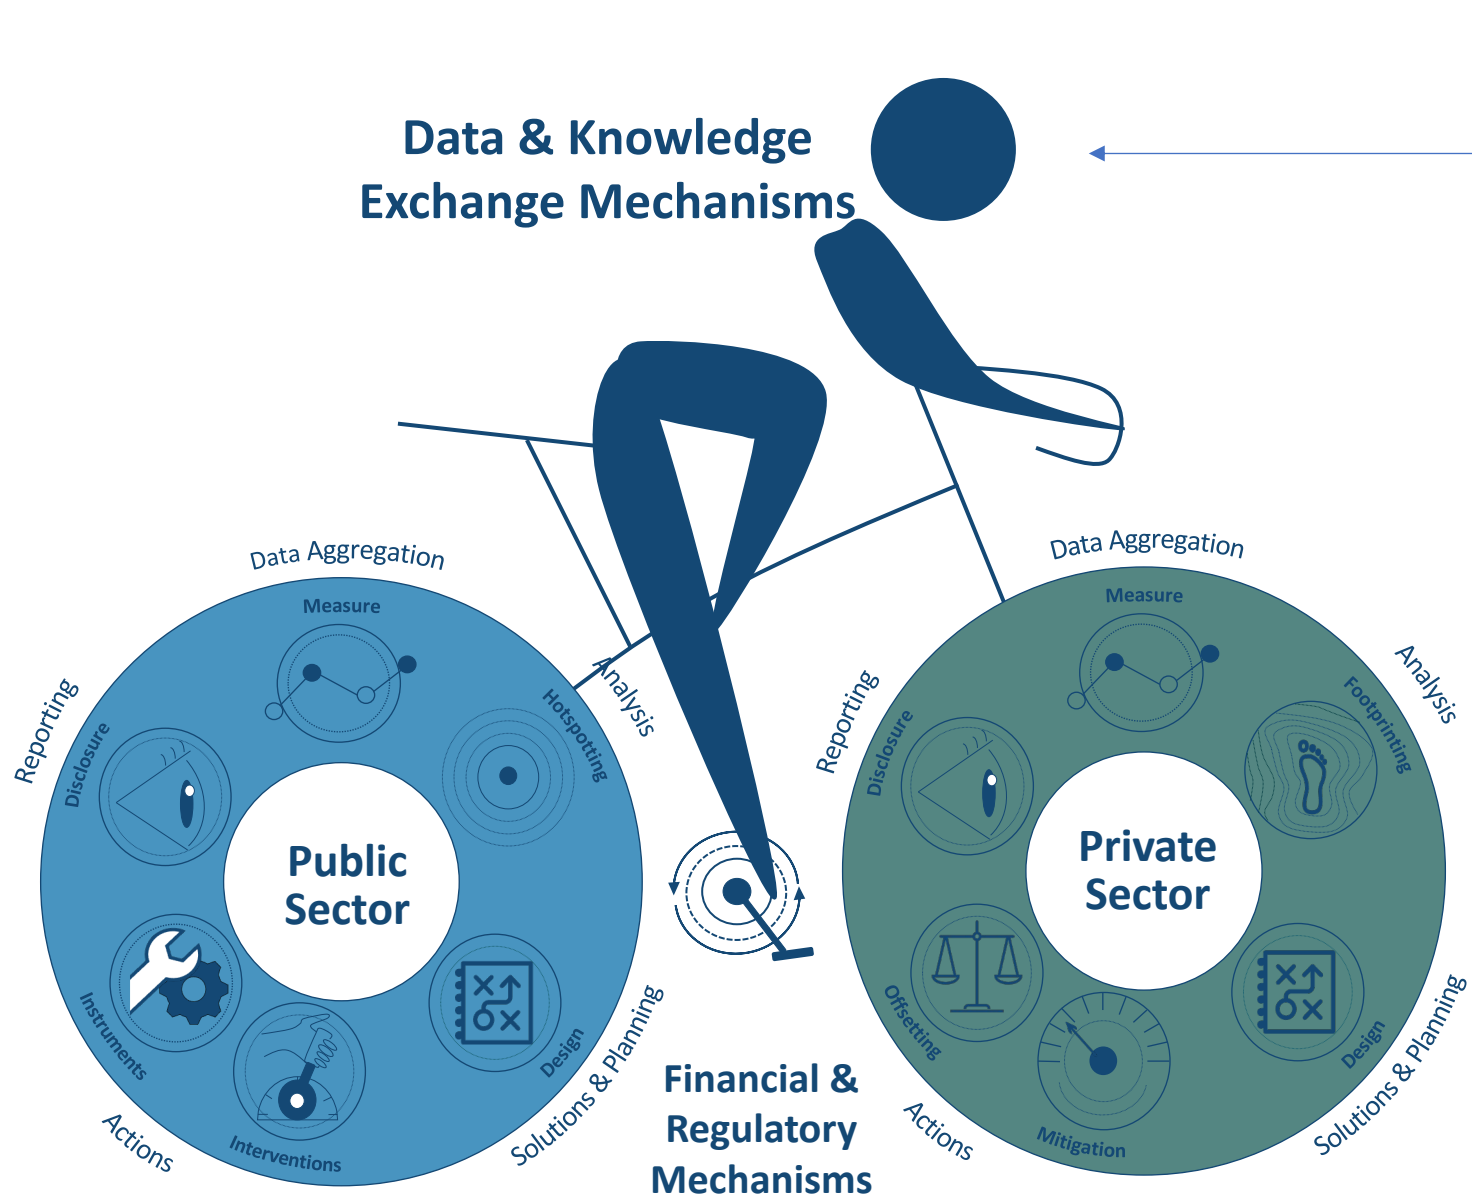 Data & Knowledge
Exchange Mechanisms
Data Aggregation
Measure
Reporting
Disclosure
Hotspotting
Analysis
Public
Sector
Instruments
Design
Actions
Interventions
Solutions & Planning
Financial &
Regulatory
Mechanisms
Data Aggregation
Measure
Reporting
Disclosure
Footprinting
Analysis
Private
Sector
Offsetting
Design
Actions
Mitigation
Solutions & Planning